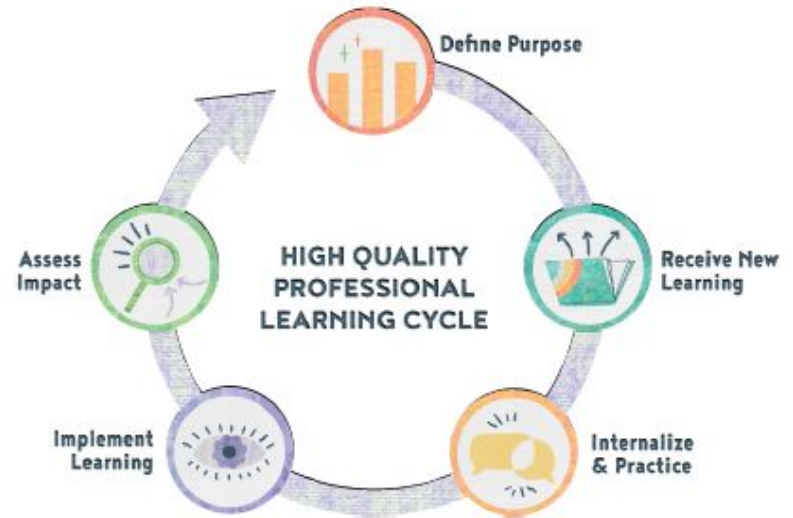 Define Purpose
Receive New
Learning
Internalize
& Practice
Implement
Learning
Assess
Impact
HIGH QUALITY
PROFESSIONAL
LEARNING CYCLE